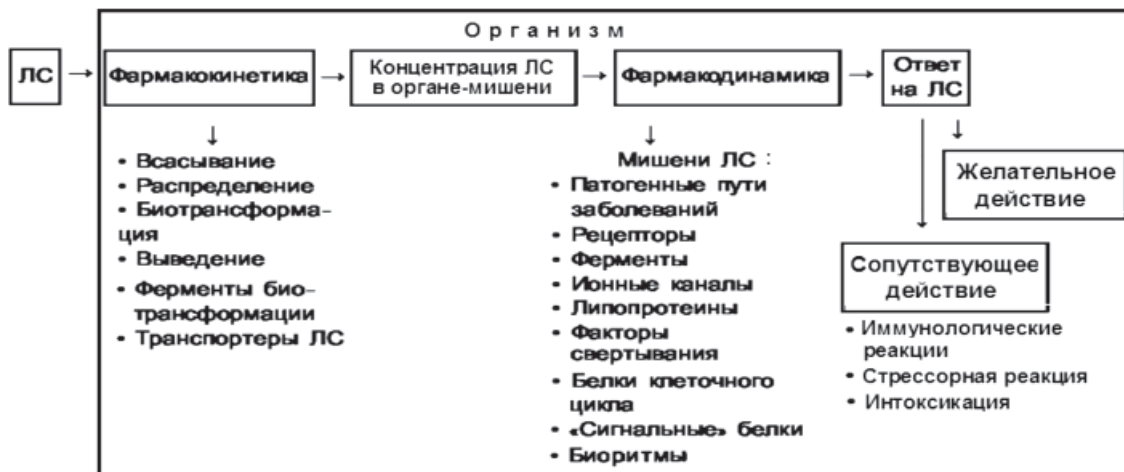 Организм
ЛС
Фармакокинетика
Концентрация ЛС
в органе-мишени
Фармакодинамика
Ответ
на ЛС
• Всасывание
• Распределение
• Биотрансформа-
ция
• Выведение
• Ферменты био-
трансформации
• Транспортеры ЛС
Мишени ЛС :
• Патогенные пути
заболеваний
• Рецепторы
• Ферменты
• Ионные каналы
• Липопротеины
• Факторы
свертывания
• Белки клеточного
цикла
• «Сигнальные» белки
• Биоритмы
Желательное
действие
Сопутствующее
действие
• Иммунологические
реакции
• Стрессорная реакция
• Интоксикация